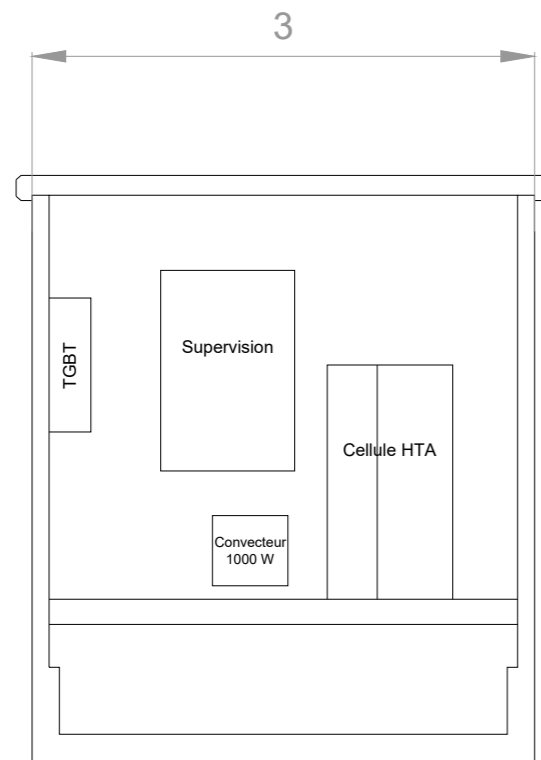 3
TGBT
Supervision
Cellule HTA
Convecteur
1000 W